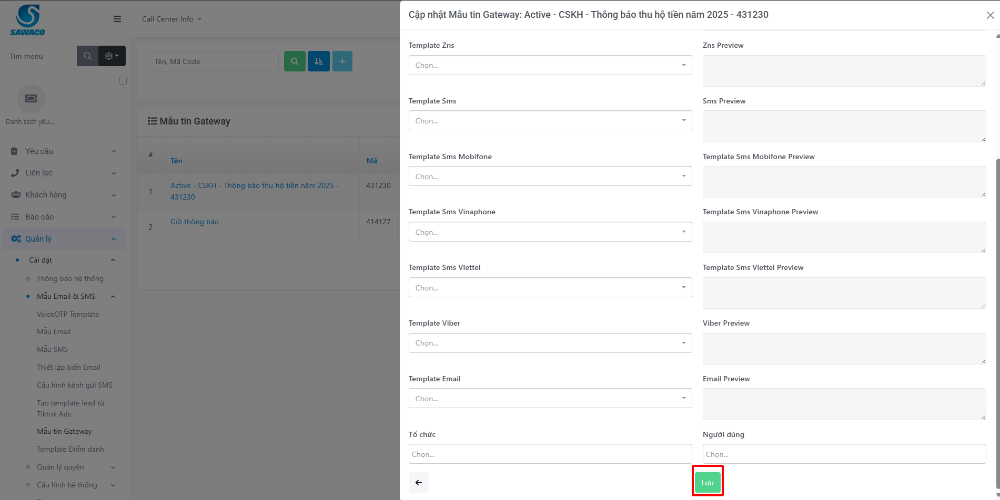 SAWACO
Call Center Info
Tìm menu
Danh sách yêu...
Yêu cầu
Liên lạc
Khách hàng
Báo cáo
Quản lý
Cài đặt
Thông báo hệ thống
Mẫu Email & SMS
VoiceOTP Template
Mẫu Email
Mẫu SMS
Thiết lập biến Email
Cấu hình kênh gửi SMS
Tạo template lead từ
Tiktok Ads
Mẫu tin Gateway
Template Điểm danh
Quản lý quyền
Cấu hình hệ thống
Tên, Mã Code
Mẫu tin Gateway
# Tên Mã
1 Active - CSKH - Thông báo thu hộ tiền năm 2025 - 431230
431230
2 Gửi thông báo 414127
Cập nhật Mẫu tin Gateway: Active - CSKH - Thông báo thu hộ tiền năm 2025 - 431230
Template Zns Zns Preview
Chọn...
Template Sms Sms Preview
Chọn...
Template Sms Mobifone Template Sms Mobifone Preview
Chọn...
Template Sms Vinaphone Template Sms Vinaphone Preview
Chọn...
Template Sms Viettel Template Sms Viettel Preview
Chọn...
Template Viber Viber Preview
Chọn...
Template Email Email Preview
Chọn...
Tổ chức Người dùng
Chọn... Chọn...
Lưu